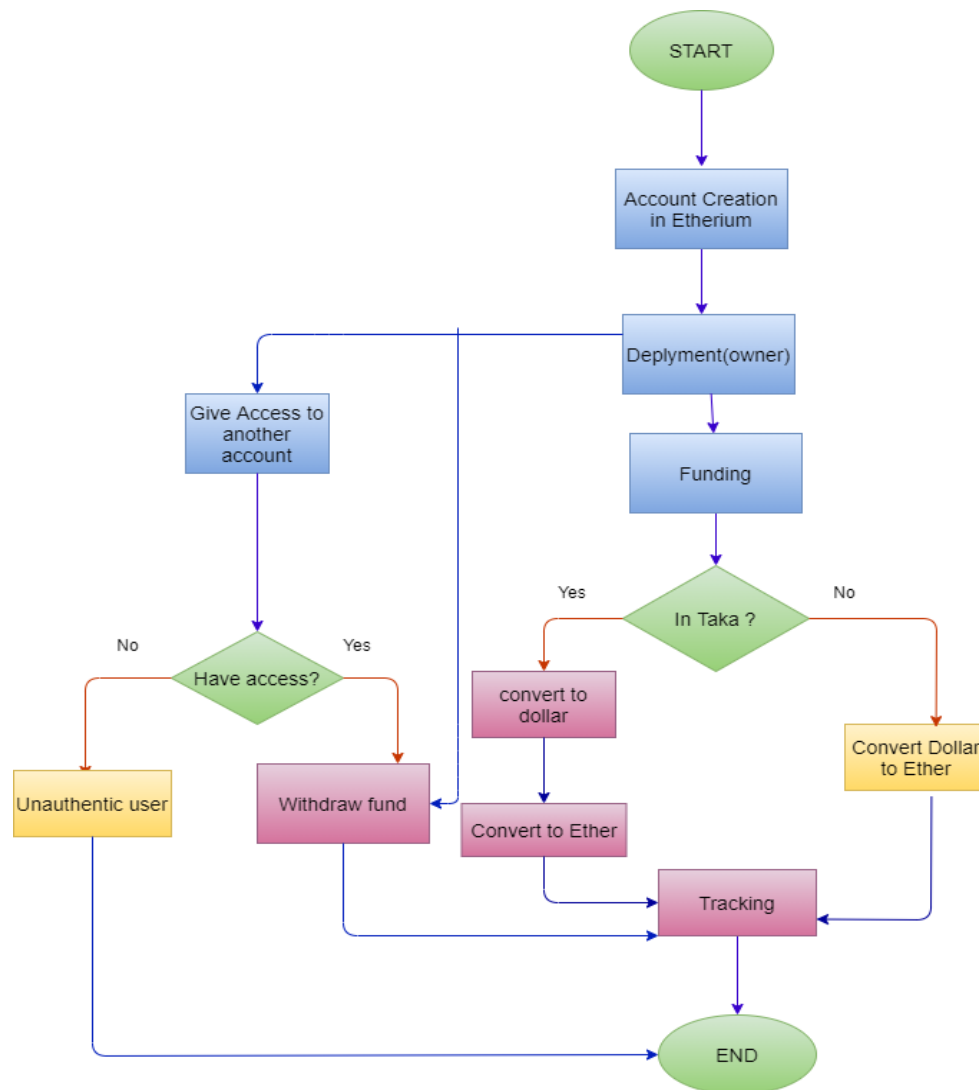 START
Account Creation
in Etherium
Deplyment(owner)
Give Access to
another
account
Funding
Yes
In Taka ?
No
No
Have access?
Yes
convert to
dollar
Convert Dollar
to Ether
Unauthentic user
Withdraw fund
Convert to Ether
Tracking
END